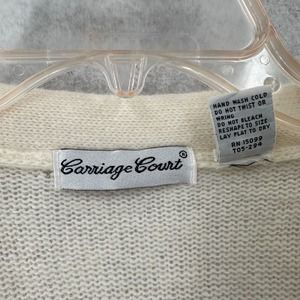 Carriage Court®
HAND WASH COLD
DO NOT TWIST OR
WRING
DO NOT BLEACH
RESHAPE TO SIZE
LAY FLAT TO DRY
RN 15099
T05-294